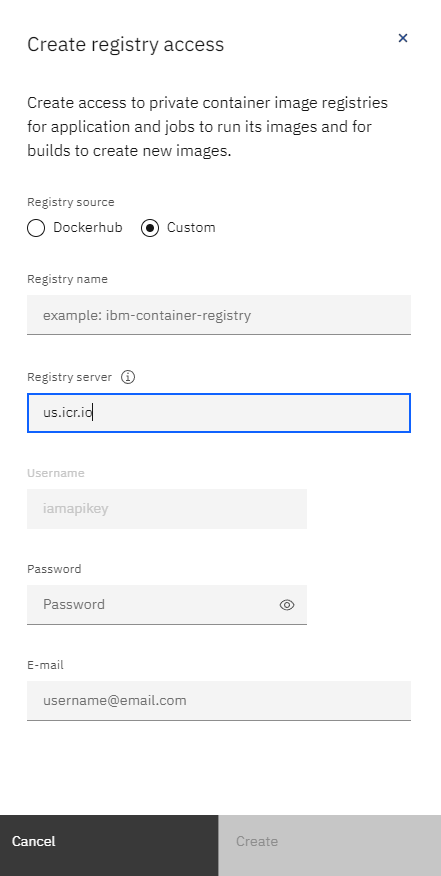 Create registry access
Create access to private container image registries
for application and jobs to run its images and for
builds to create new images.
Registry source
Dockerhub
Custom
Registry name
example: ibm-container-registry
Registry server
us.icr.io
Username
iamapikey
Password
Password
E-mail
username@email.com
Cancel
Create